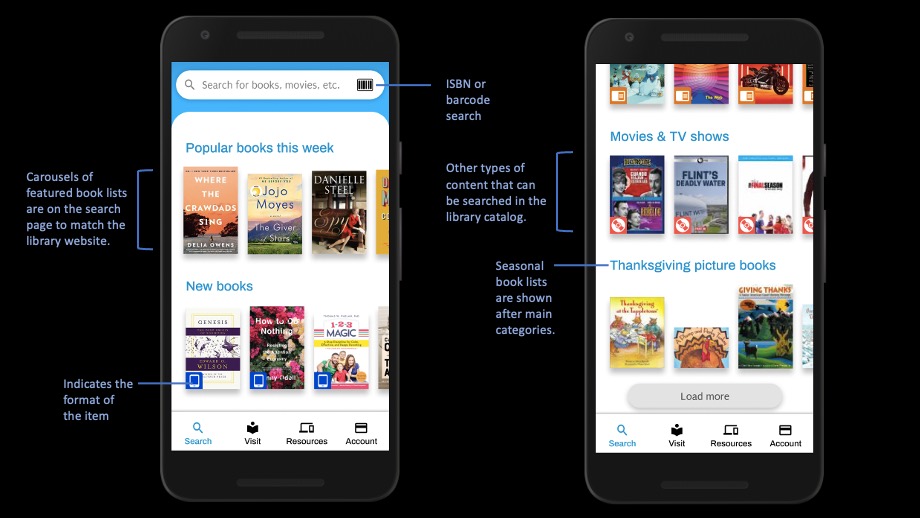 Search for books, movies, etc.
ISBN or
barcode
search
Popular books this week
Carousels of
featured book lists
are on the search
page to match the
library website.
WHERE
THE
CRAWDADS
SING
DELIA OWENS
Jojo
Moyes
The Giver
of Stars
DANIELLE
STEEL
Spy
New books
GENESIS
EDWARD O.
WILSON
How to Do
Nothing
Jenny Odell
1-2-3
MAGIC
Indicates the
format of
the item
Search
Visit
Resources
Account
Movies & TV shows
Other types of
content that can
be searched in the
library catalog.
FLINT'S
DEADLY WATER
FINAL SEASON
Seasonal
book lists
are shown
after main
categories.
Thanksgiving picture books
Thanksgiving
at the Tappletons'
GIVING THANKS
Load more
Search
Visit
Resources
Account